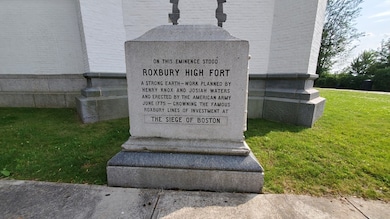 ON THIS EMINENCE STOOD
ROXBURY HIGH FORT
A STRONG EARTH-WORK PLANNED BY
HENRY KNOX AND JOSIAH WATERS
AND ERECTED BY THE AMERICAN ARMY
JUNE 1775 - CROWNING THE FAMOUS
ROXBURY LINES OF INVESTMENT AT
THE SIEGE OF BOSTON